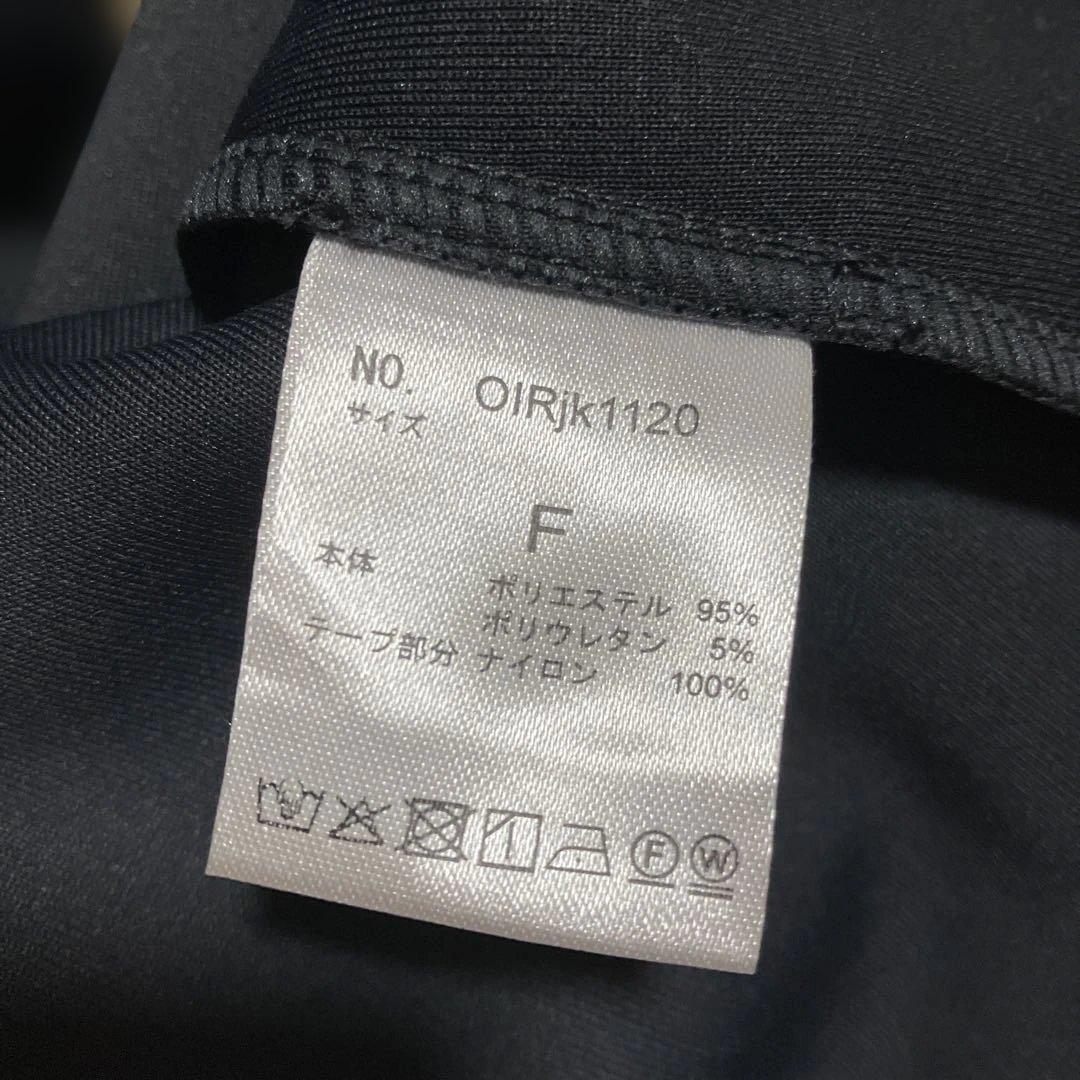 NO. OIRjk1120
サイズ
F
本体 ポリエステル 95%
ポリウレタン 5%
テープ部分 ナイロン 100%
F W